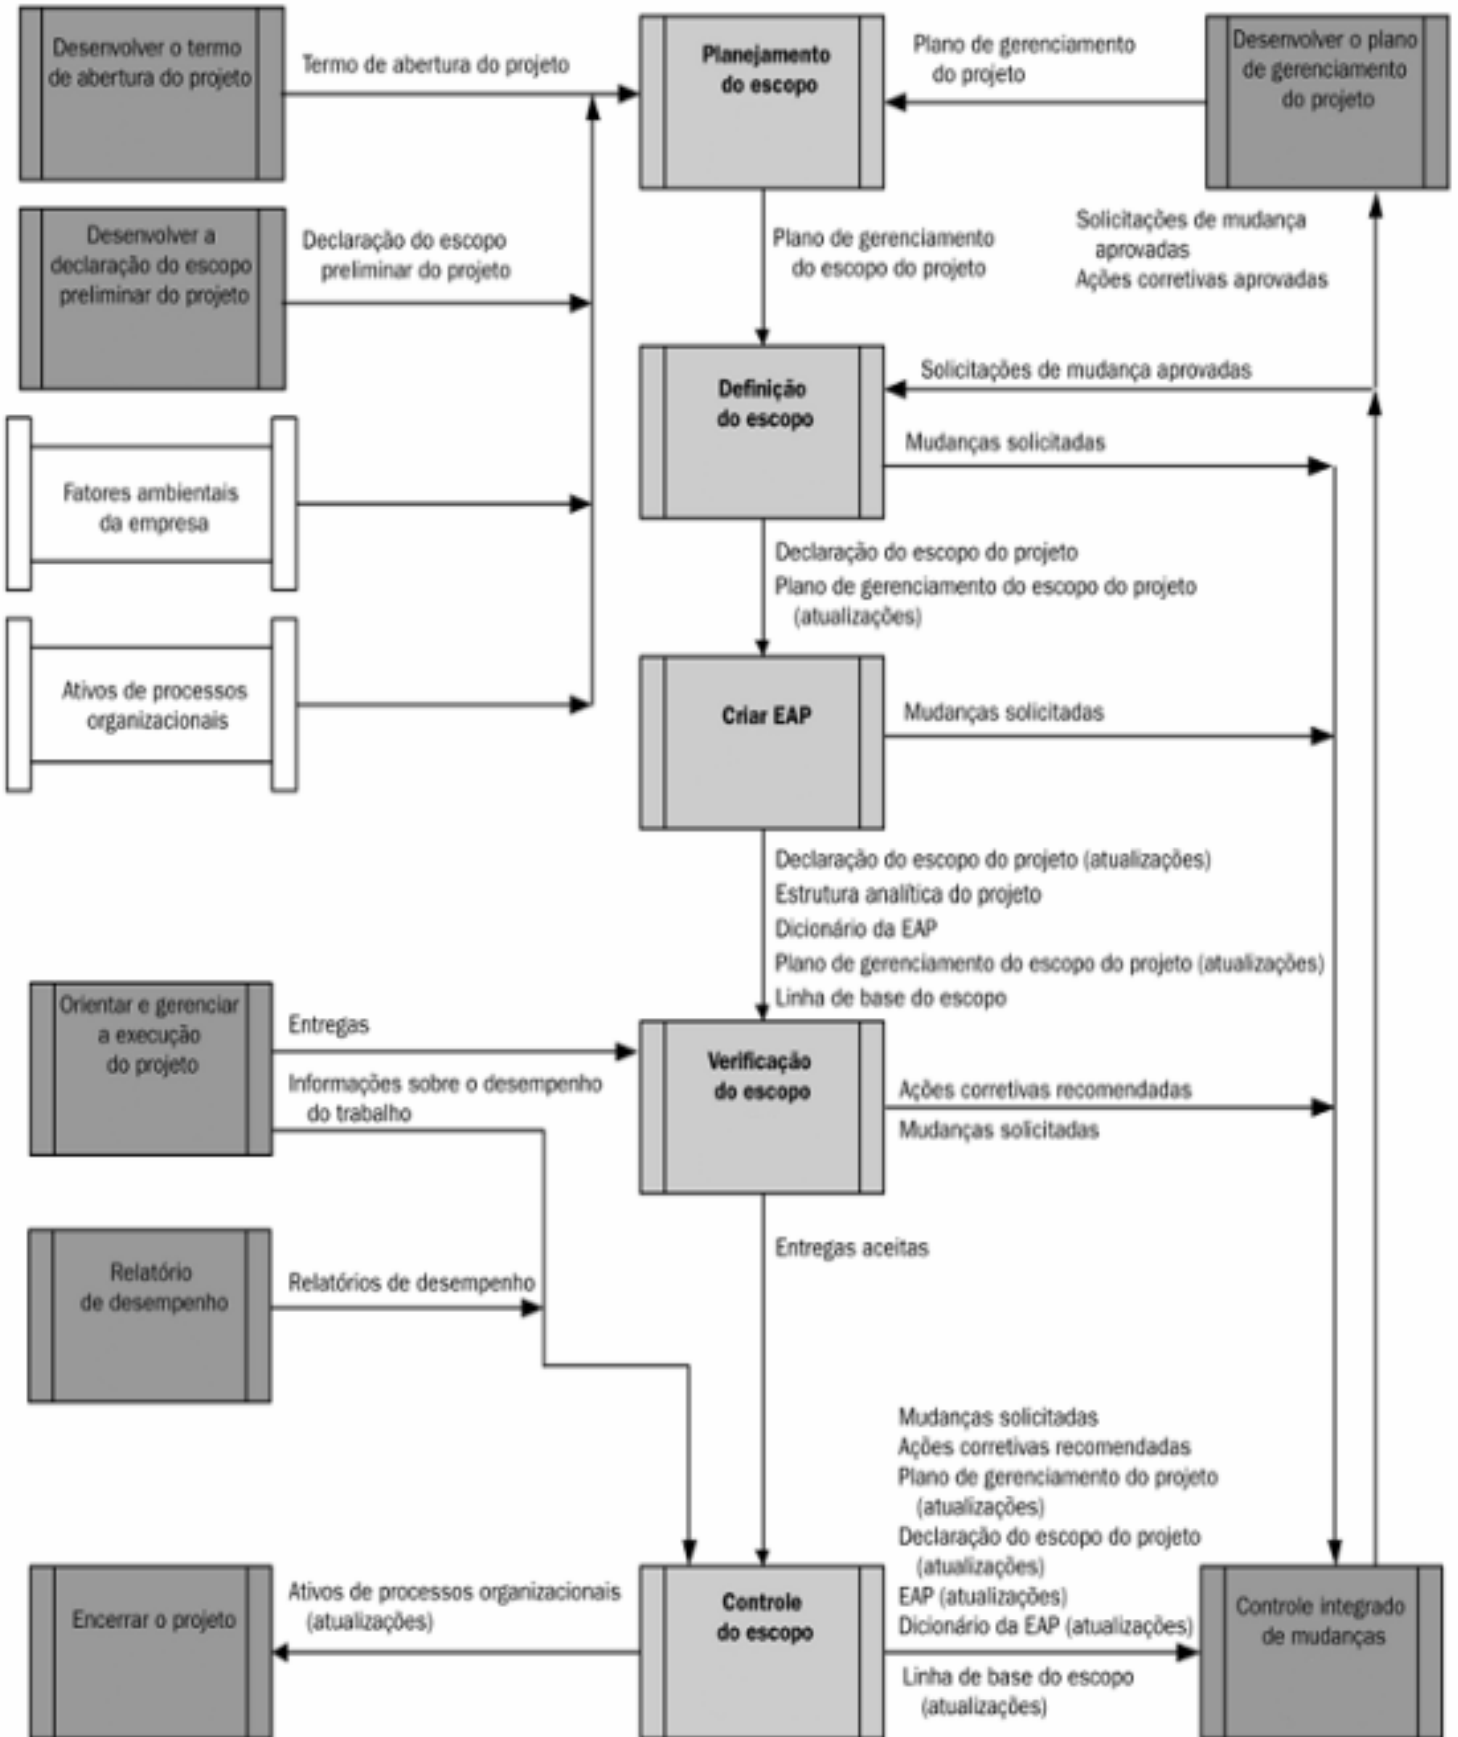 Desenvolver o termo
de abertura do projeto
Termo de abertura do projeto
Planejamento
do escopo
Plano de gerenciamento
do projeto
Desenvolver o plano
de gerenciamento
do projeto
Desenvolver a
declaração do escopo
preliminar do projeto
Declaração do escopo
preliminar do projeto
Plano de gerenciamento
do escopo do projeto
Solicitações de mudança
aprovadas
Ações corretivas aprovadas
Definição
do escopo
Solicitações de mudança aprovadas
Mudanças solicitadas
Fatores ambientais
da empresa
Declaração do escopo do projeto
Plano de gerenciamento do escopo do projeto
(atualizações)
Ativos de processos
organizacionais
Criar EAP
Mudanças solicitadas
Declaração do escopo do projeto (atualizações)
Estrutura analítica do projeto
Dicionário da EAP
Plano de gerenciamento do escopo do projeto (atualizações)
Linha de base do escopo
Orientar e gerenciar
a execução
do projeto
Entregas
Informações sobre o desempenho
do trabalho
Verificação
do escopo
Ações corretivas recomendadas
Mudanças solicitadas
Entregas aceitas
Relatório
de desempenho
Relatórios de desempenho
Mudanças solicitadas
Ações corretivas recomendadas
Plano de gerenciamento do projeto
(atualizações)
Declaração do escopo do projeto
(atualizações)
EAP (atualizações)
Dicionário da EAP (atualizações)
Linha de base do escopo
(atualizações)
Encerrar o projeto
Ativos de processos organizacionais
(atualizações)
Controle
do escopo
Controle integrado
de mudanças